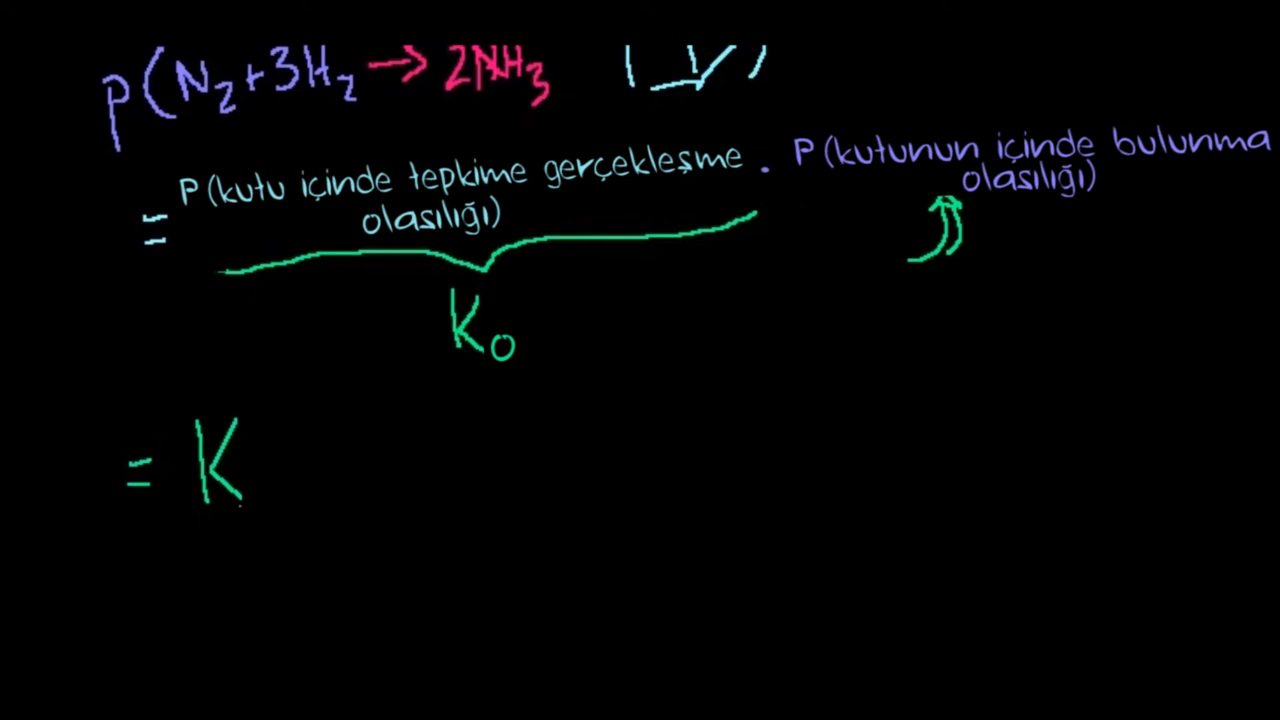 P(N₂+3H₂ → 2NH₃
= P (kutu içinde tepkime gerçekleşme olasılığı) . P (kutunun içinde bulunma olasılığı)
K₀
= K